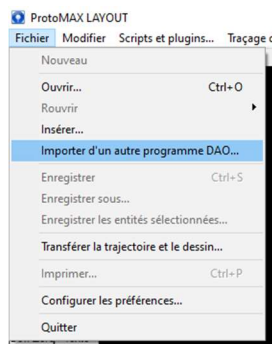 ProtoMAX LAYOUT
Fichier Modifier Scripts et plugins... Traçage
Nouveau
Ouvrir... Ctrl+O
Rouvrir
Insérer...
Importer d'un autre programme DAO...
Enregistrer Ctrl+S
Enregistrer sous...
Enregistrer les entités sélectionnées...
Transférer la trajectoire et le dessin...
Imprimer... Ctrl+P
Configurer les préférences...
Quitter